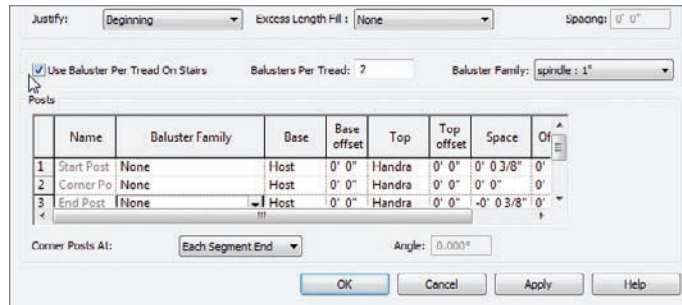 Justify: Beginning Excess Length Fill : None Spacing: 0' 0"
Use Baluster Per Tread On Stairs Balusters Per Tread: 2 Baluster Family: spindle : 1"
Posts
Name Baluster Family Base Base offset Top Top offset Space Of
1 Start Post None Host 0' 0" Handra 0' 0" 0' 0 3/8" 0'
2 Corner Po None Host 0' 0" Handra 0' 0" 0' 0" 0'
3 End Post None Host 0' 0" Handra 0' 0" -0' 0 3/8" 0'
Corner Posts At: Each Segment End Angle: 0.000°
OK Cancel Apply Help